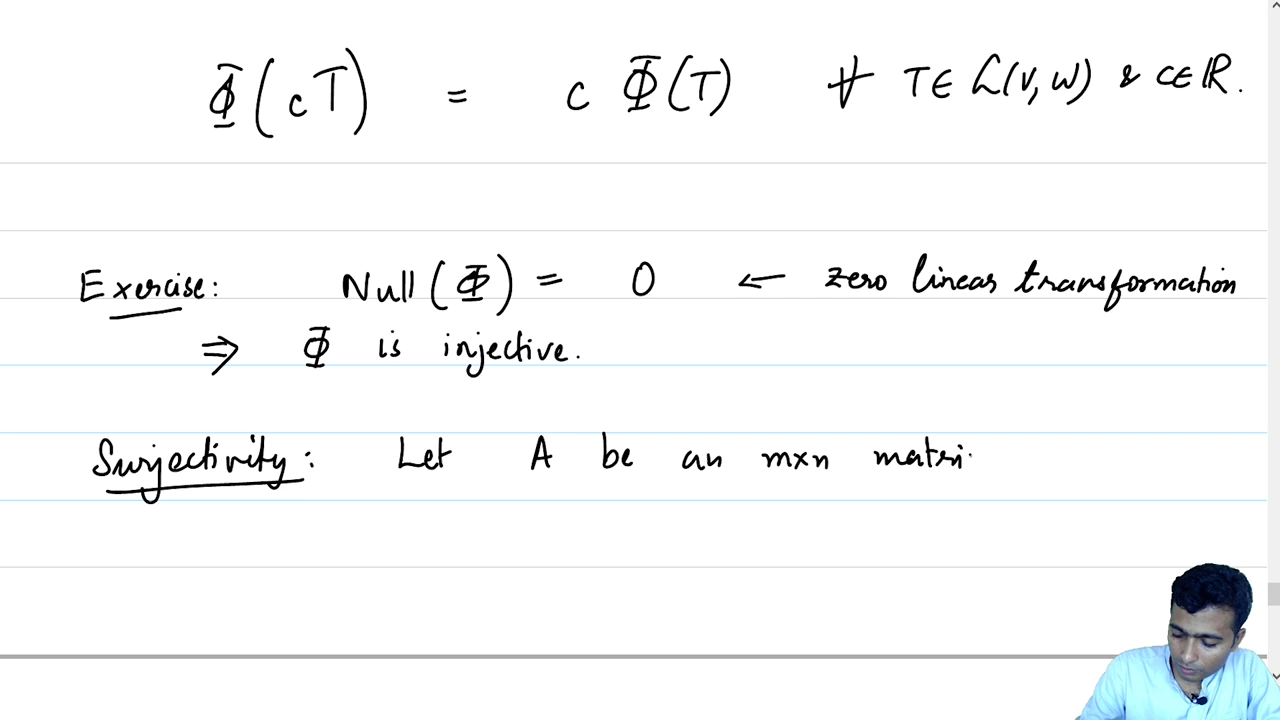 Φ(cT) = c Φ(T) ∀ T∈ L(V,W) & c∈ℝ.
Exercise: Null(Φ) = 0 ← zero linear transformation
⇒ Φ is injective.
Surjectivity: Let A be an m×n matri